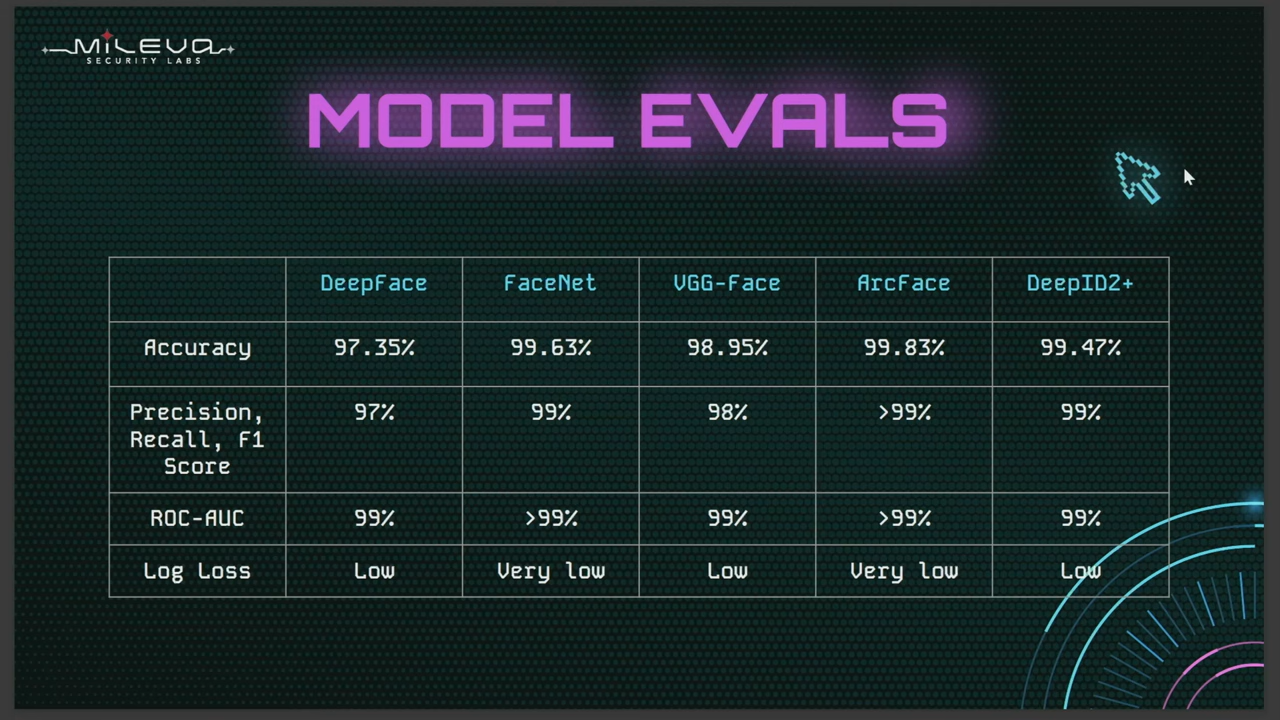 MiLEVA
SECURITY LABS
MODEL EVALS
DeepFace FaceNet VGG-Face ArcFace DeepID2+
Accuracy 97.35% 99.63% 98.95% 99.83% 99.47%
Precision, 97% 99% 98% >99% 99%
Recall, F1
Score
ROC-AUC 99% >99% 99% >99% 99%
Log Loss Low Very low Low Very low Low